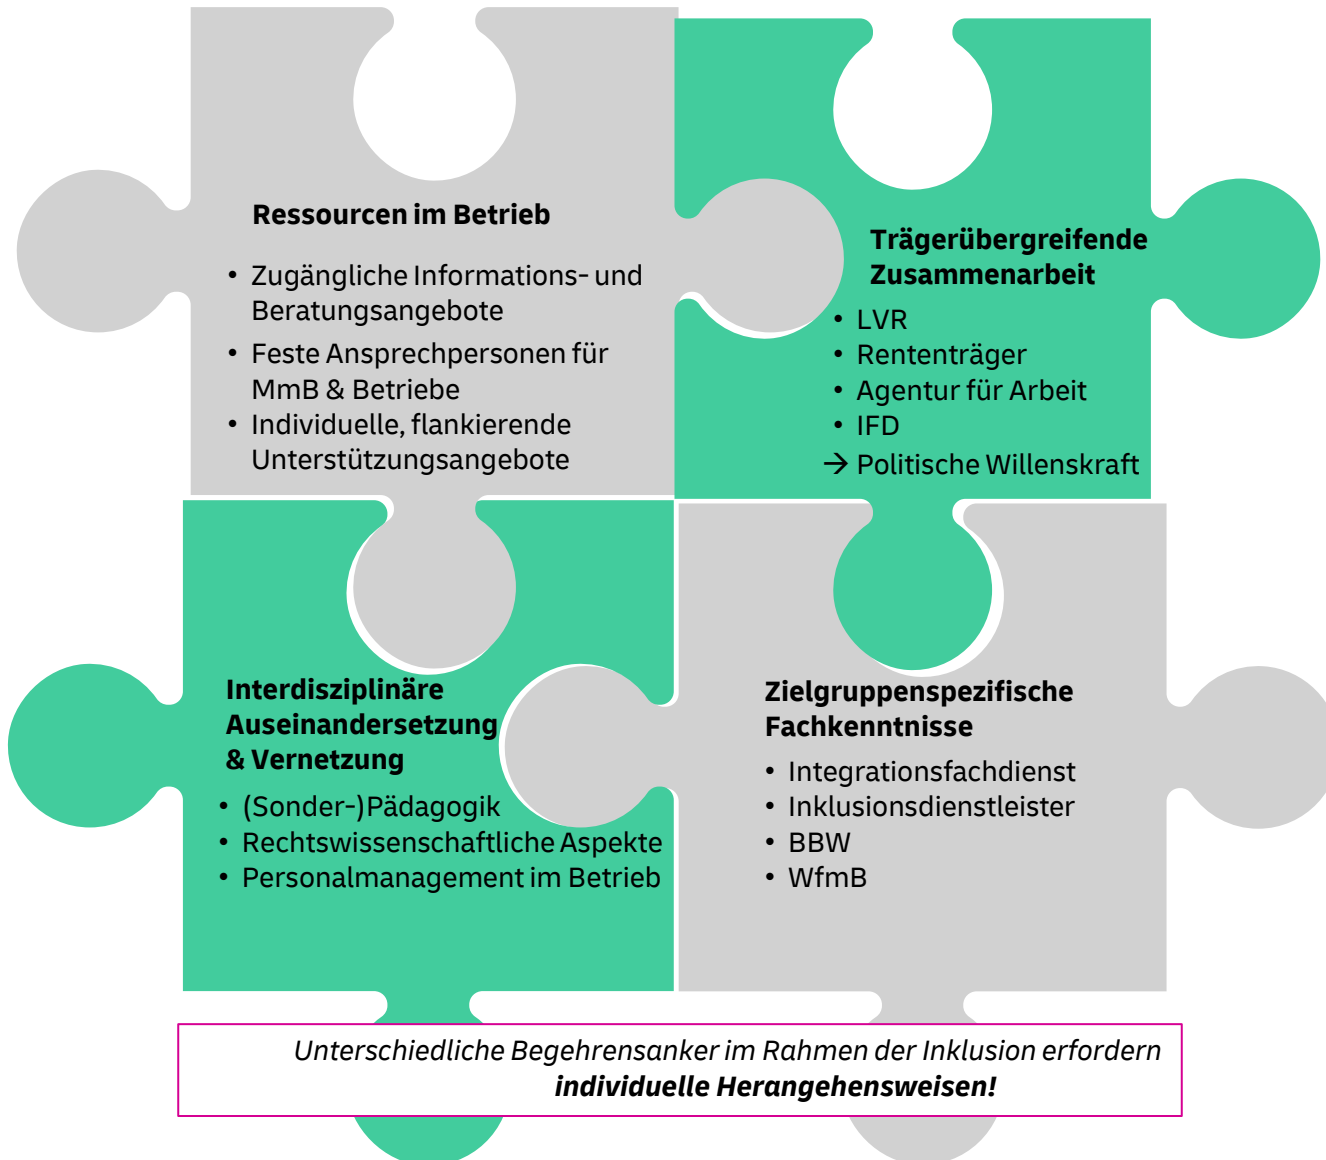 Ressourcen im Betrieb
• Zugängliche Informations- und
Beratungsangebote
• Feste Ansprechpersonen für
MmB & Betriebe
• Individuelle, flankierende
Unterstützungsangebote
Trägerübergreifende
Zusammenarbeit
• LVR
• Rententräger
• Agentur für Arbeit
• IFD
→ Politische Willenskraft
Interdisziplinäre
Auseinandersetzung
& Vernetzung
• (Sonder-)Pädagogik
• Rechtswissenschaftliche Aspekte
• Personalmanagement im Betrieb
Zielgruppenspezifische
Fachkenntnisse
• Integrationsfachdienst
• Inklusionsdienstleister
• BBW
• WfmB
Unterschiedliche Begehrensanker im Rahmen der Inklusion erfordern
individuelle Herangehensweisen!